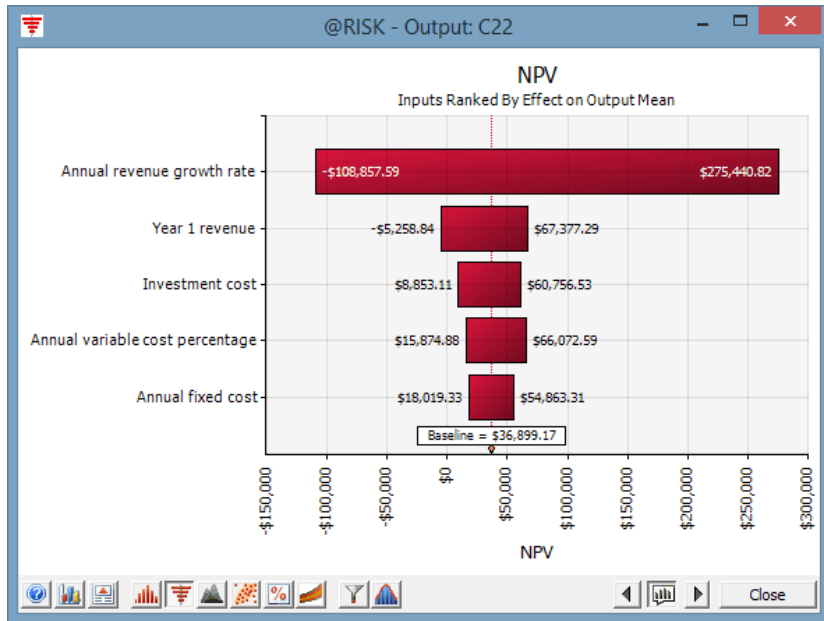 @RISK - Output: C22
NPV
Inputs Ranked By Effect on Output Mean
Annual revenue growth rate
-$108,857.59
$275,440.82
Year 1 revenue
-$5,258.84
$67,377.29
Investment cost
$8,853.11
$60,756.53
Annual variable cost percentage
$15,874.88
$66,072.59
Annual fixed cost
$18,019.33
$54,863.31
Baseline = $36,899.17
-$150,000
-$100,000
-$50,000
$0
$50,000
$100,000
$150,000
$200,000
$250,000
$300,000
NPV
Close